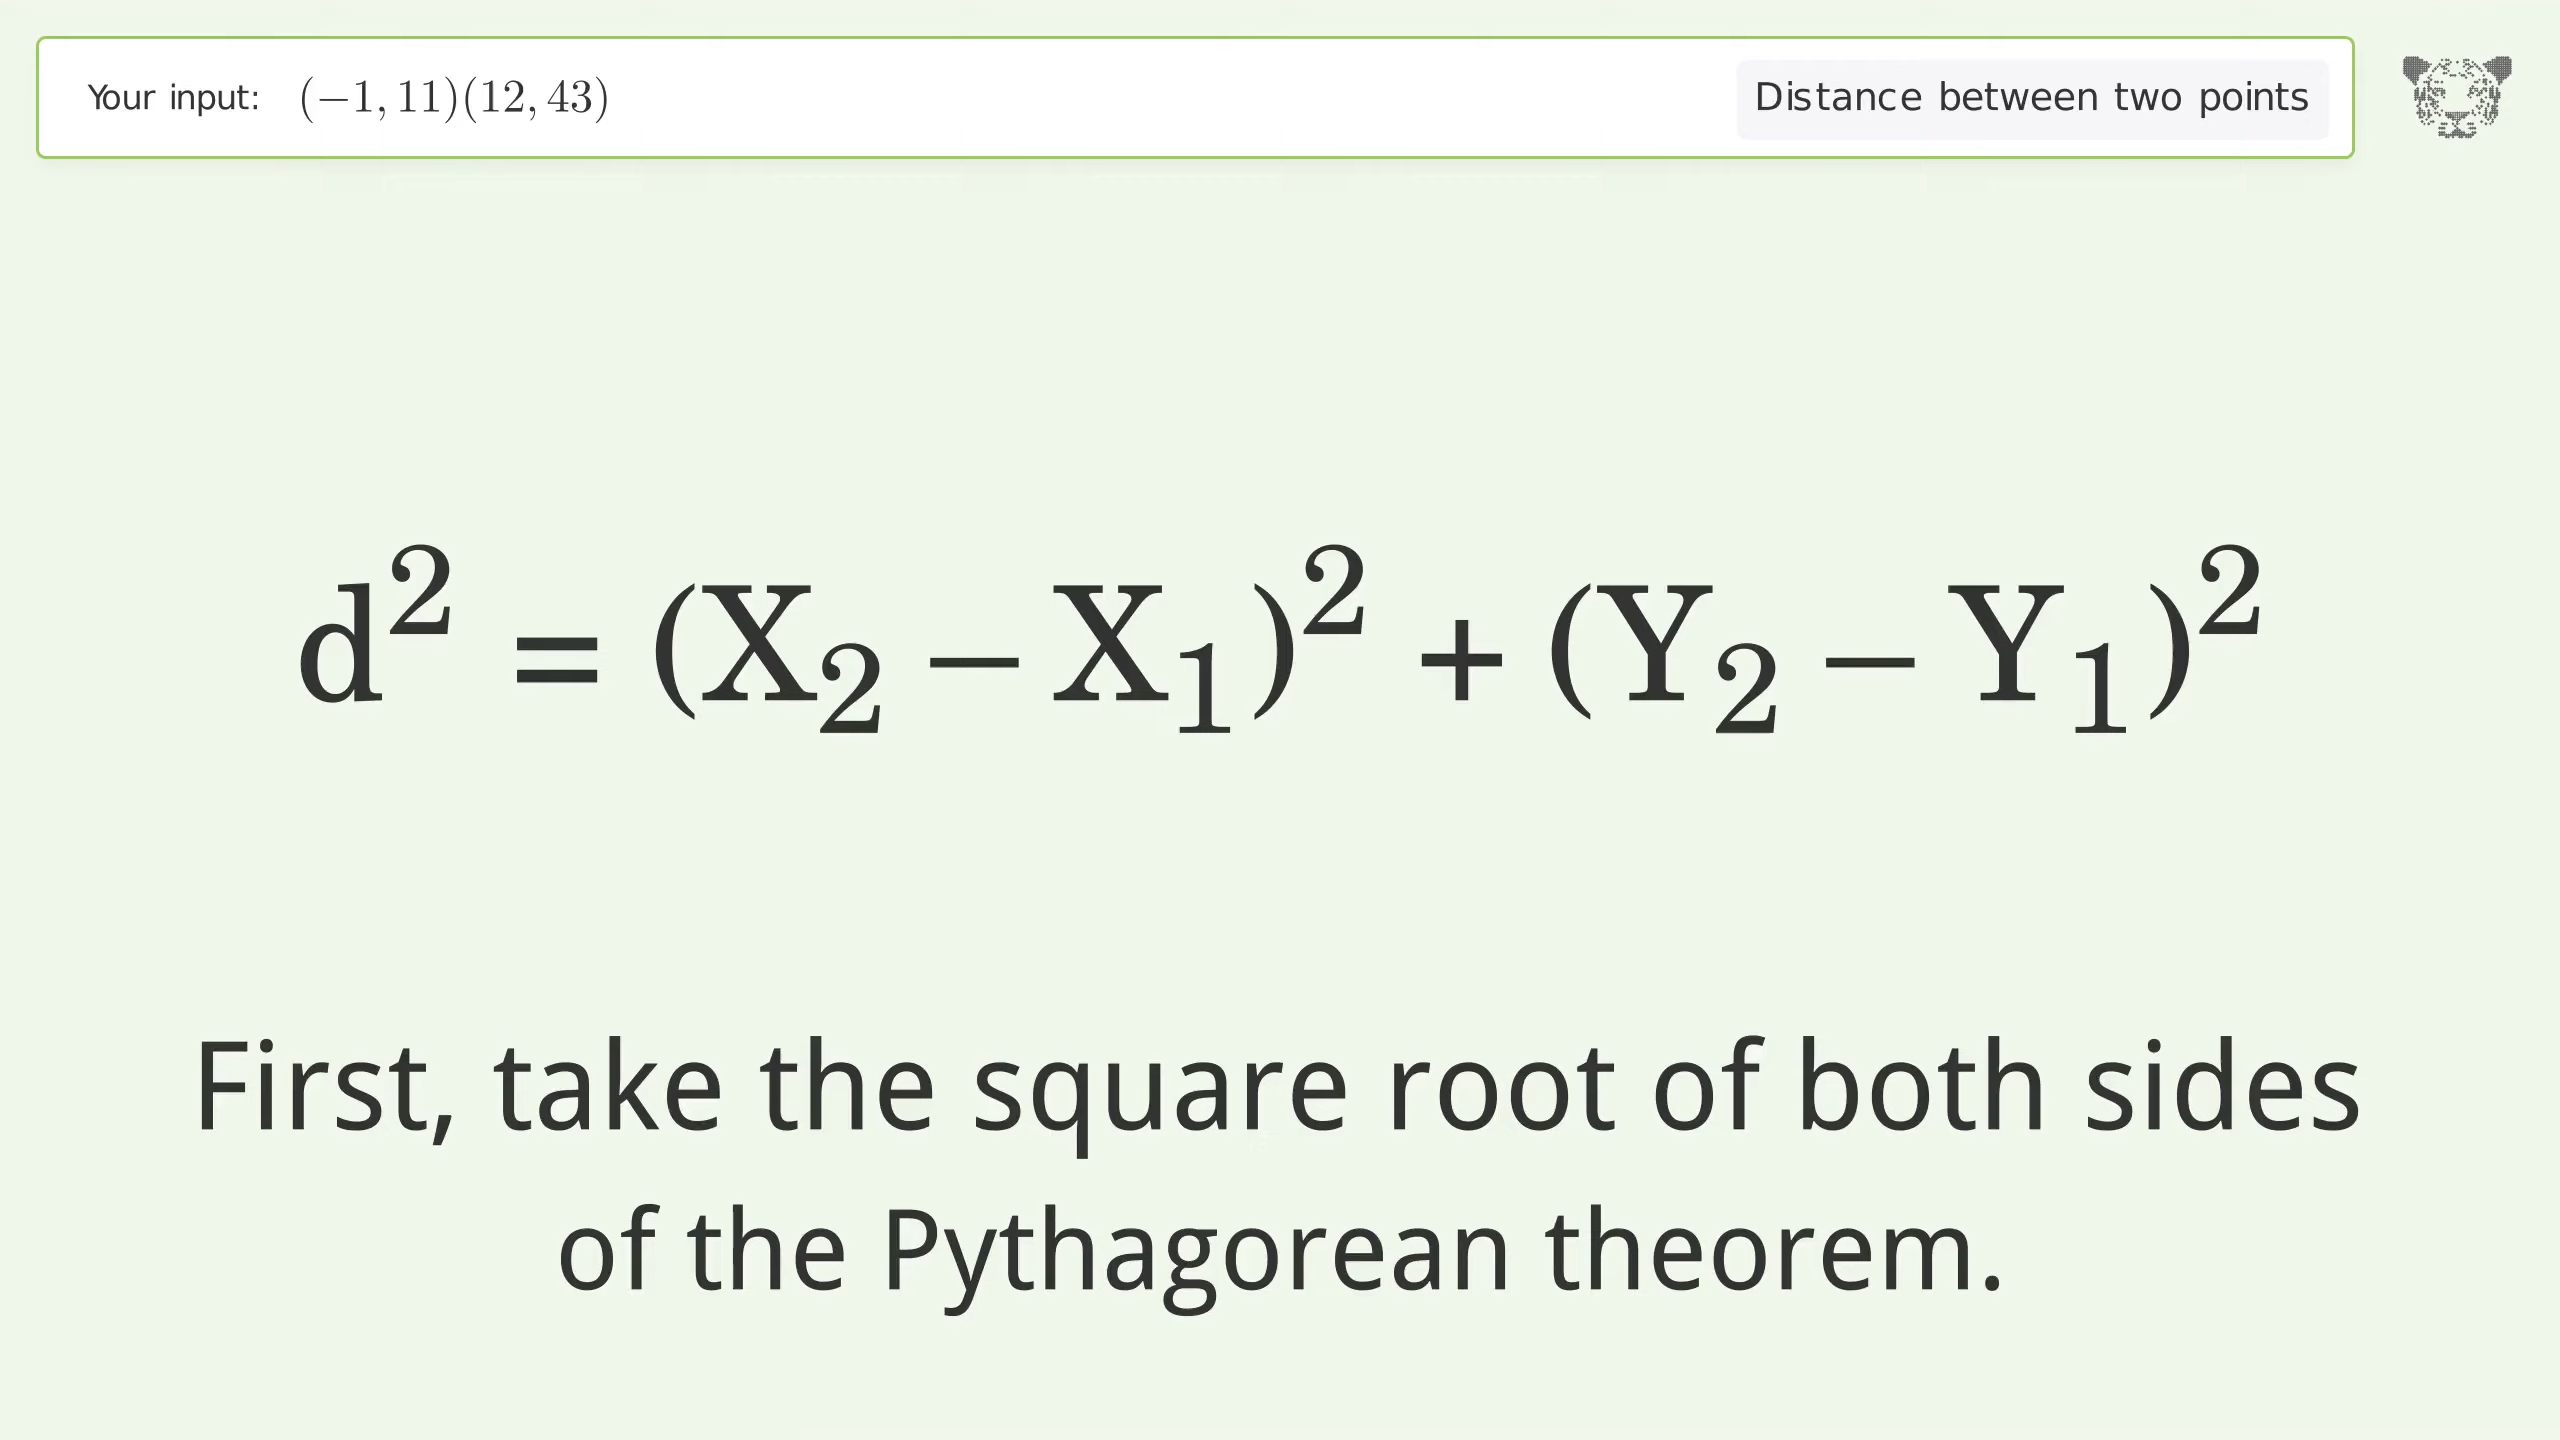 Your input: (−1, 11)(12, 43)
Distance between two points
d² = (X₂ − X₁)² + (Y₂ − Y₁)²
First, take the square root of both sides
of the Pythagorean theorem.